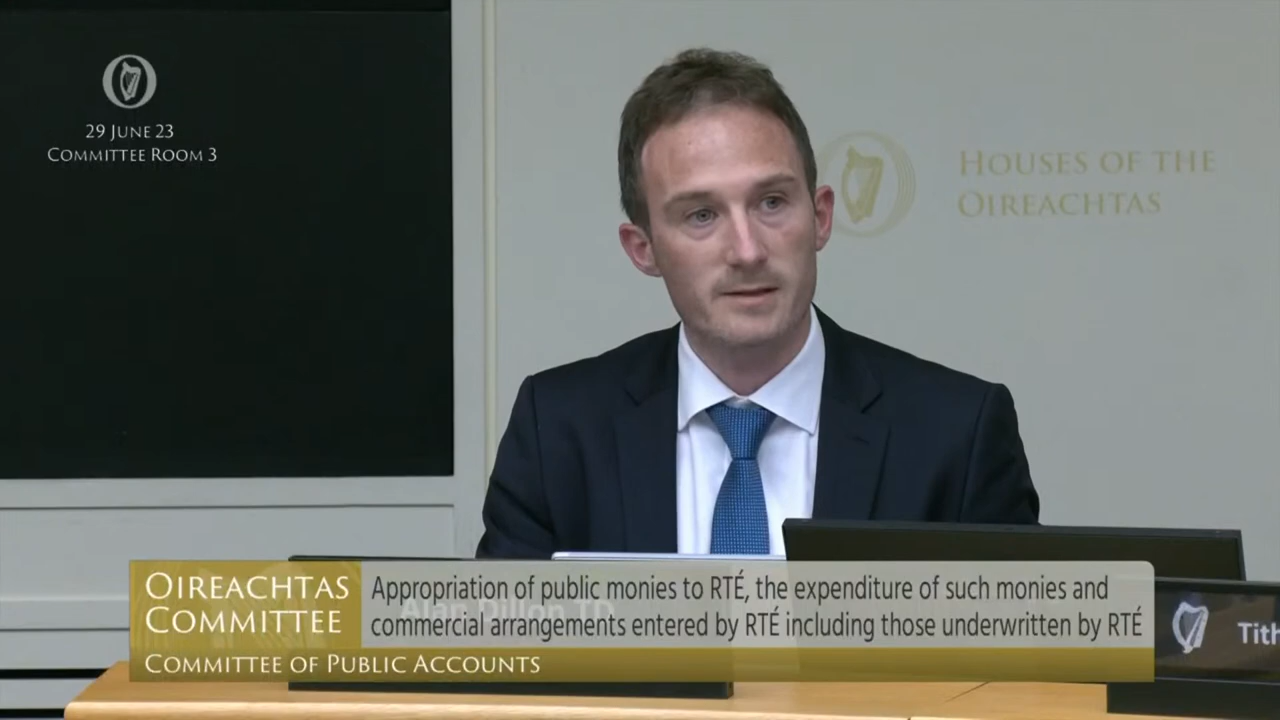 29 June 23
Committee Room 3
Houses of the
Oireachtas
Oireachtas
Committee
Appropriation of public monies to RTÉ, the expenditure of such monies and
commercial arrangements entered by RTÉ including those underwritten by RTÉ
Alan Dillon TD
Committee of Public Accounts
Tith